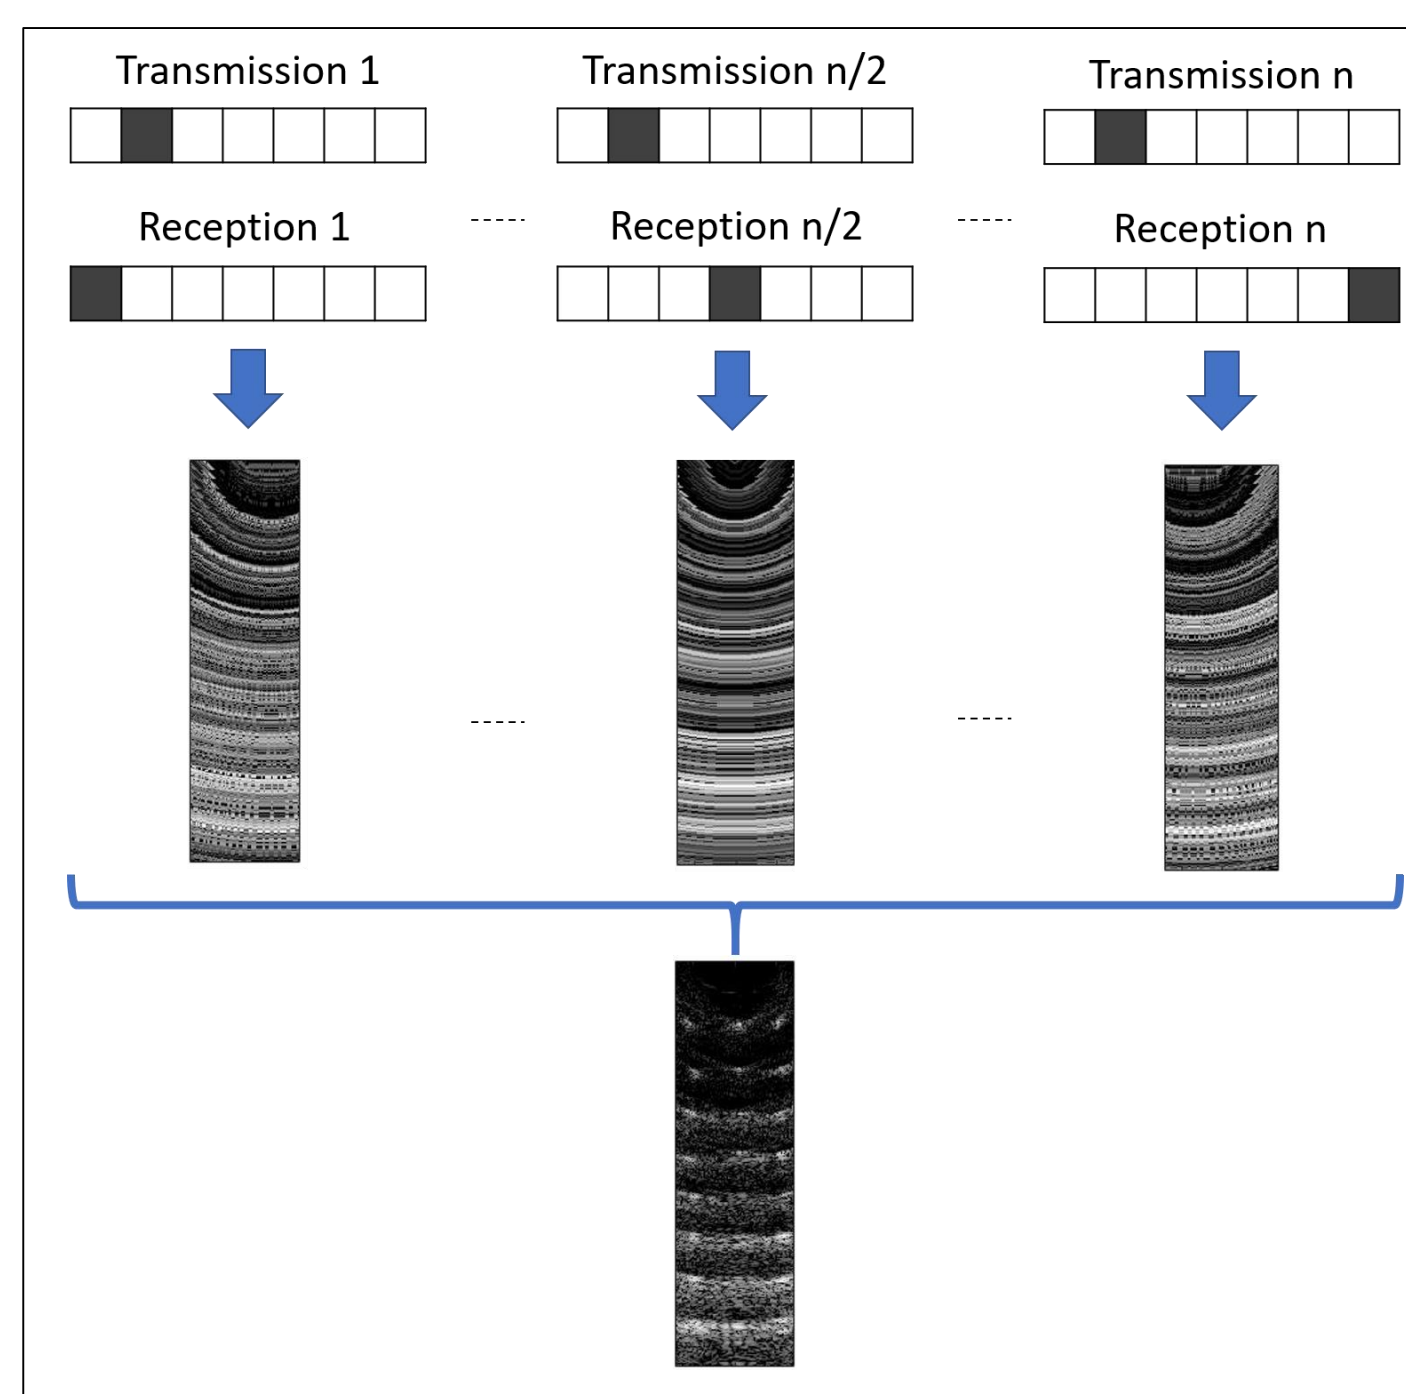 Transmission 1
Transmission n/2
Transmission n
Reception 1
Reception n/2
Reception n